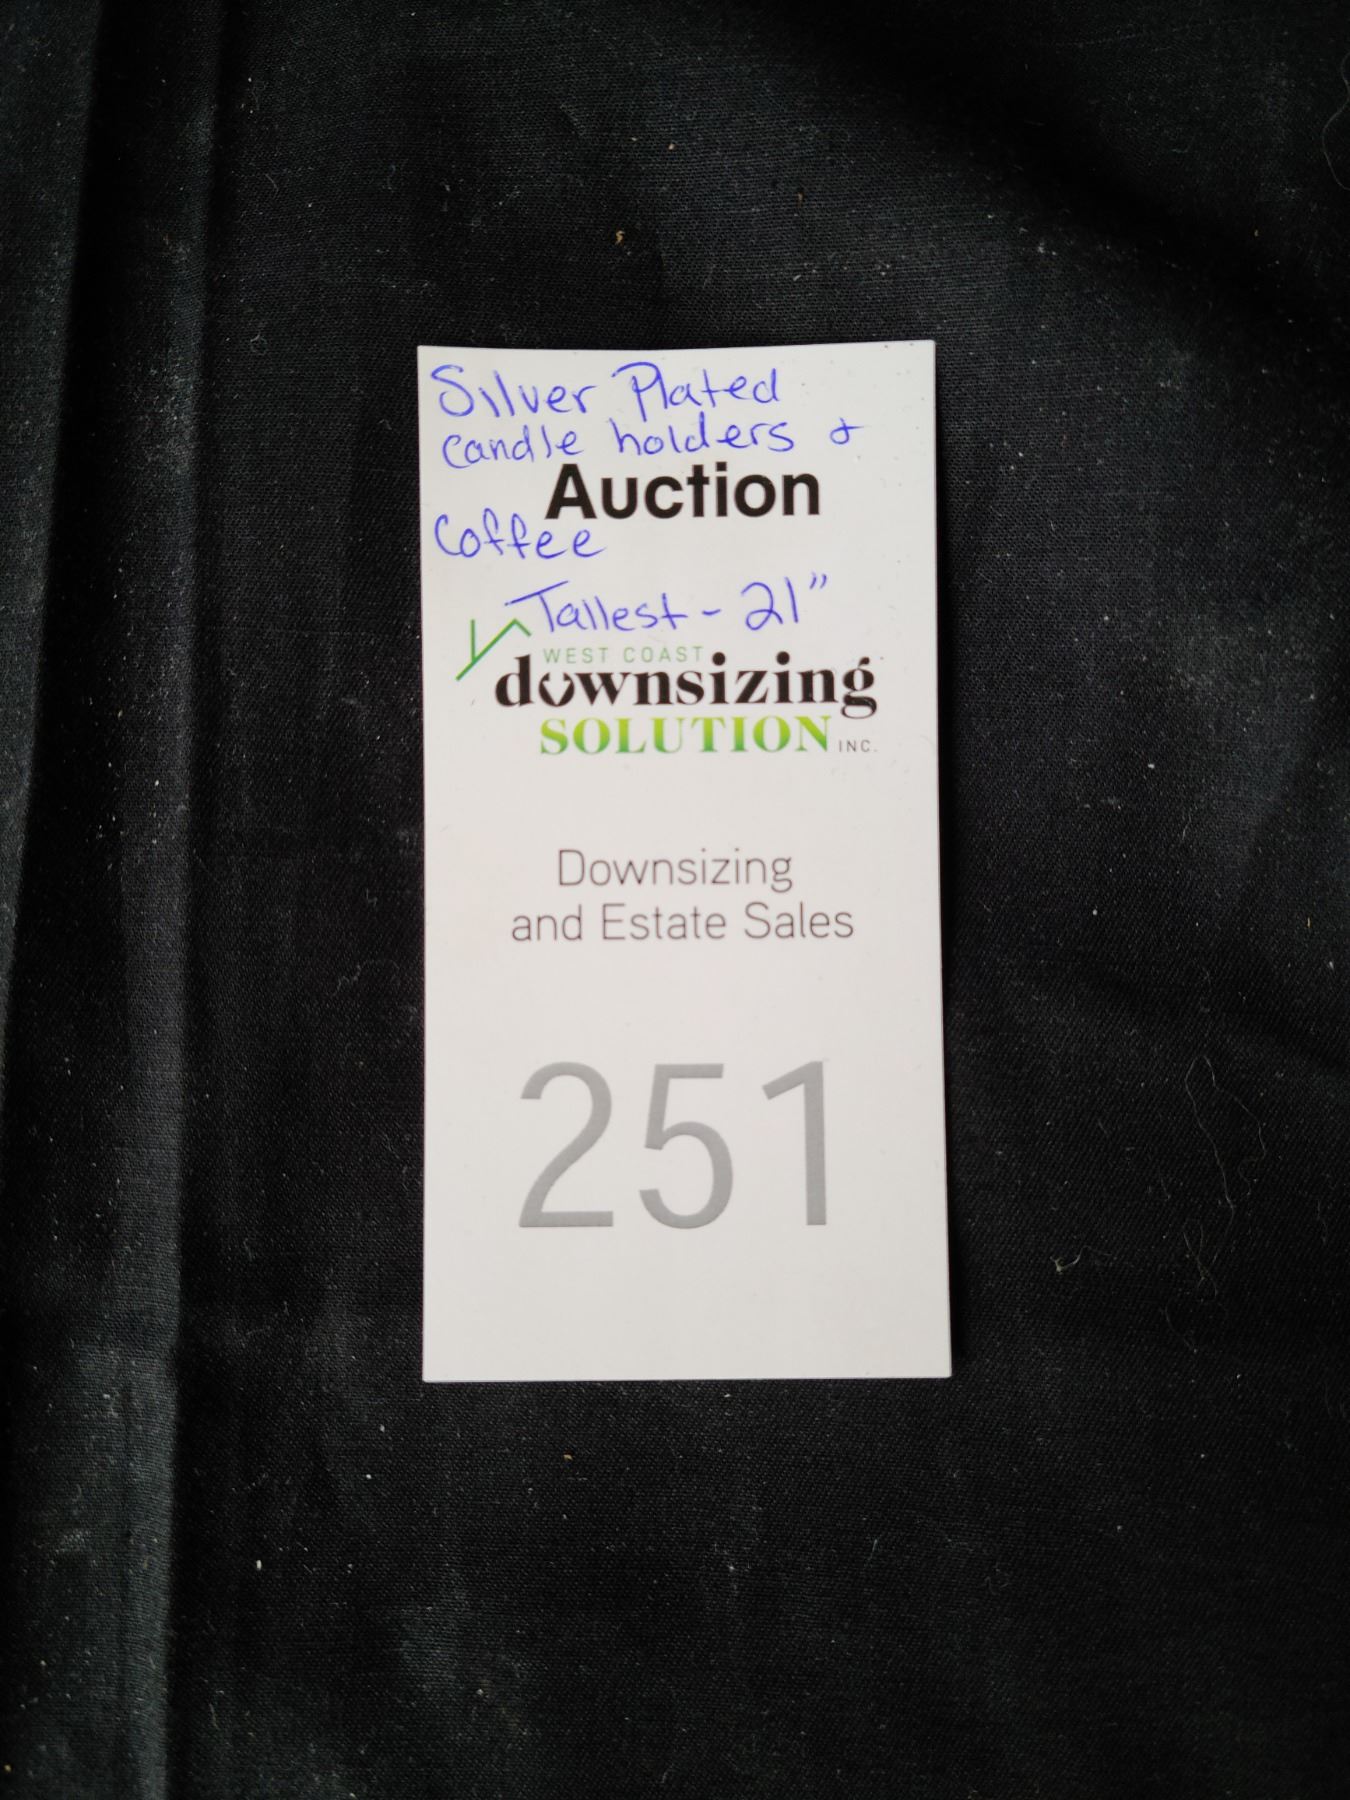 Silver Plated
candle holders &
Auction
Coffee
Tallest - 21"
WEST COAST
downsizing
SOLUTION INC.
Downsizing
and Estate Sales
251